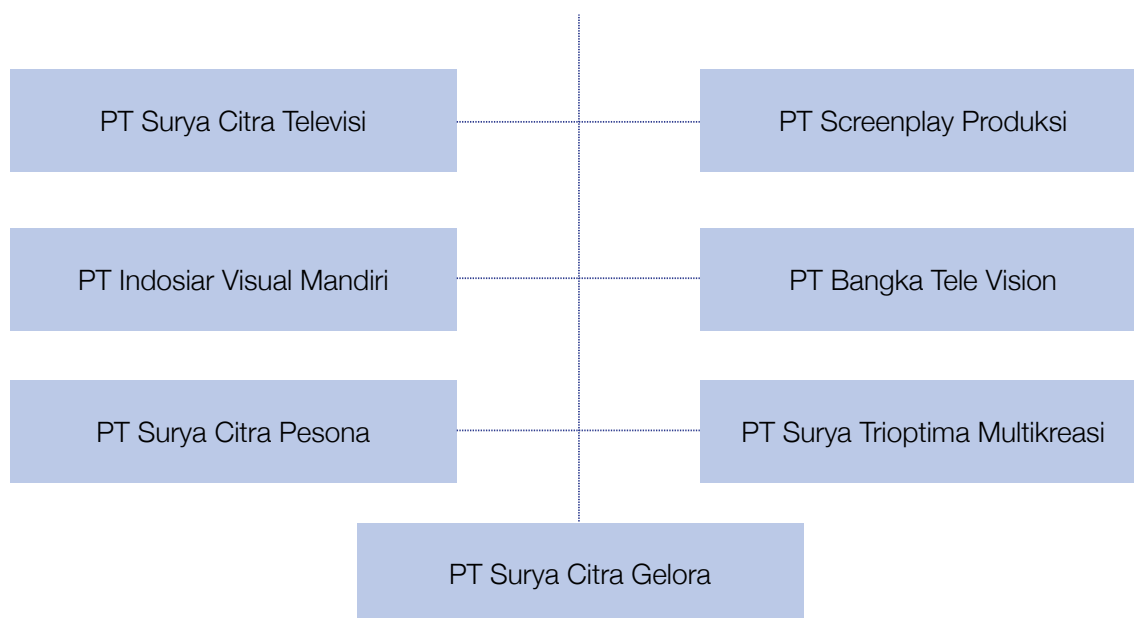 PT Surya Citra Televisi
PT Screenplay Produksi
PT Indosiar Visual Mandiri
PT Bangka Tele Vision
PT Surya Citra Pesona
PT Surya Trioptima Multikreasi
PT Surya Citra Gelora